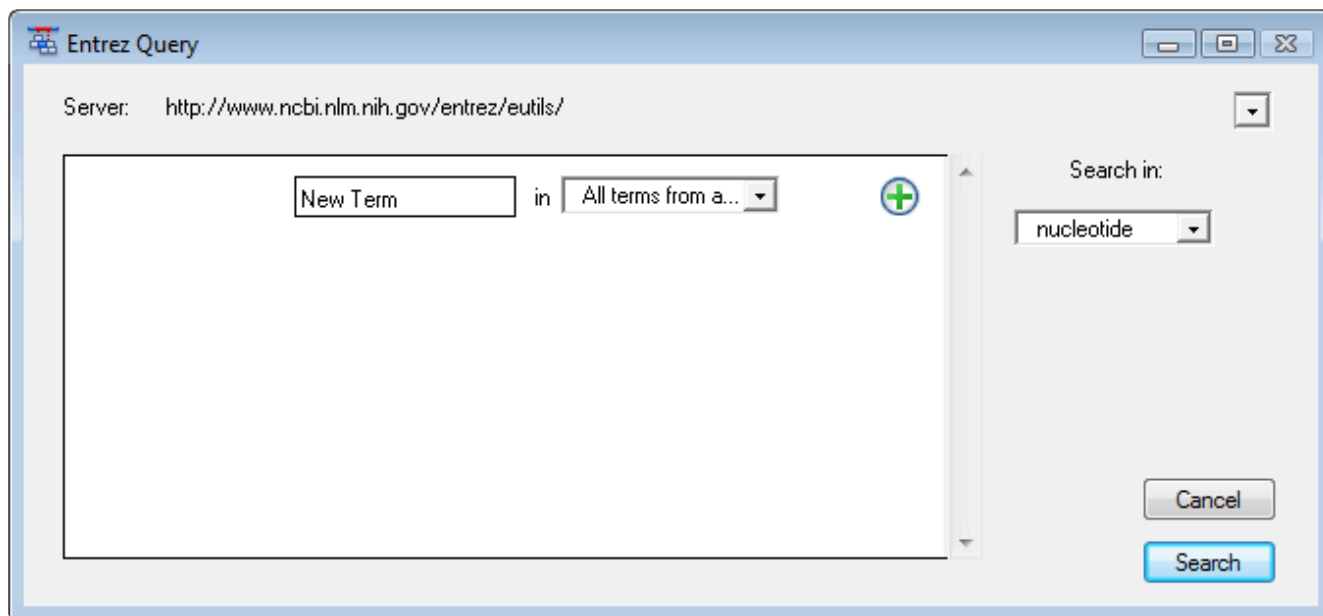 Entrez Query
Server: http://www.ncbi.nlm.nih.gov/entrez/eutils/
Search in:
New Term in All terms from a...
nucleotide
Cancel
Search